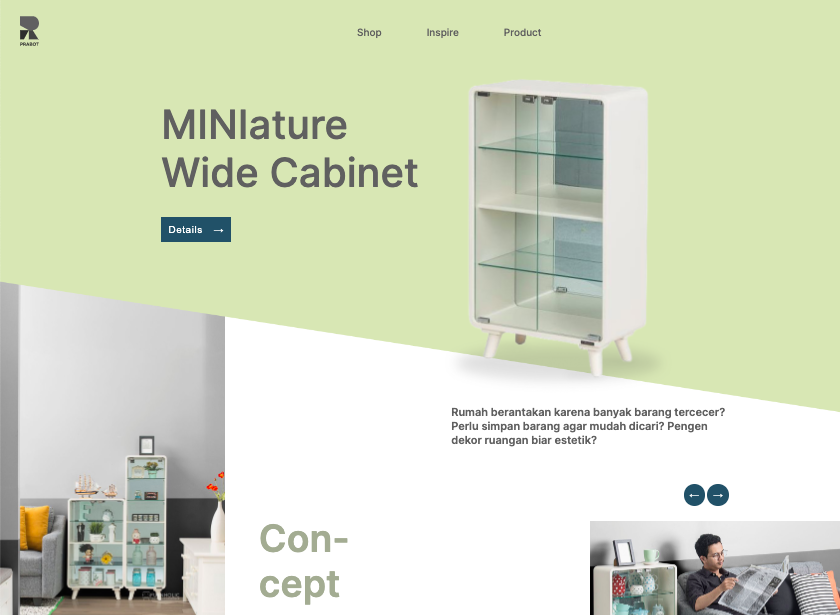 PRABOT
Shop
Inspire
Product
MINIature
Wide Cabinet
Details →
Rumah berantakan karena banyak barang tercecer?
Perlu simpan barang agar mudah dicari? Pengen
dekor ruangan biar estetik?
← →
Con-
cept